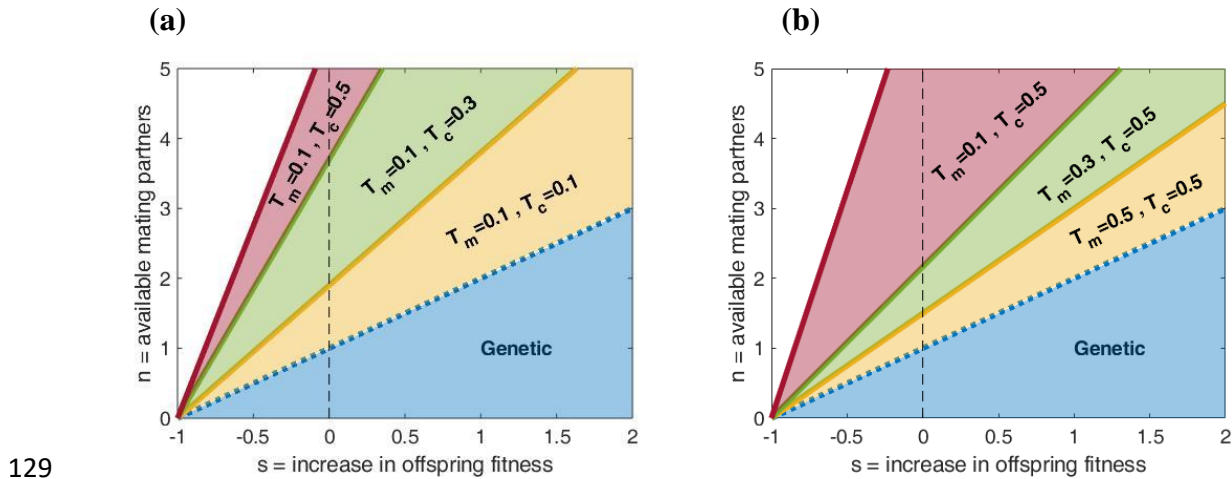 (a)
n = available mating partners
5
4
3
2
1
0
T_m=0.1 , T_c=0.5
T_m=0.1 , T_c=0.3
T_m=0.1 , T_c=0.1
Genetic
-1 -0.5 0 0.5 1 1.5 2
s = increase in offspring fitness
(b)
n = available mating partners
5
4
3
2
1
0
T_m=0.1 , T_c=0.5
T_m=0.3 , T_c=0.5
T_m=0.5 , T_c=0.5
Genetic
-1 -0.5 0 0.5 1 1.5 2
s = increase in offspring fitness
129